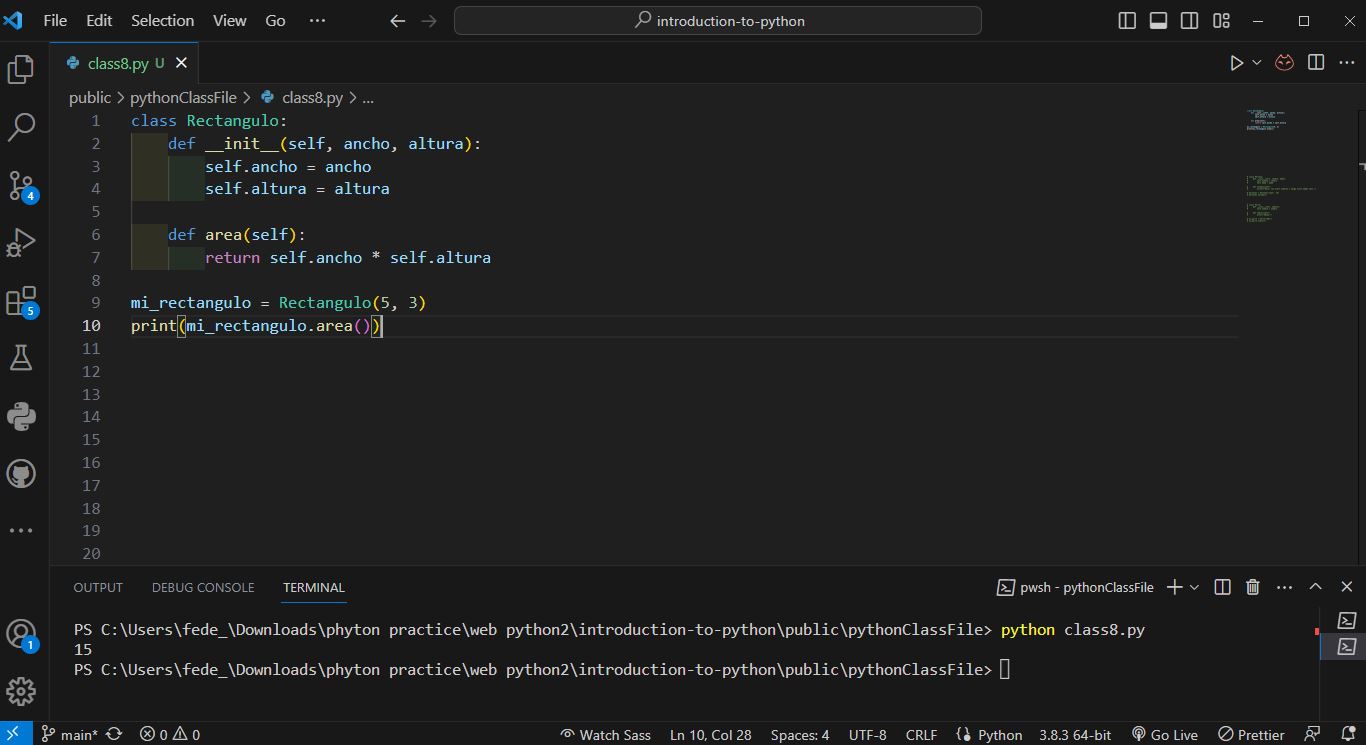 File Edit Selection View Go ··· introduction-to-python
class8.py U
public > pythonClassFile > class8.py > ...
1 class Rectangulo:
2     def __init__(self, ancho, altura):
3         self.ancho = ancho
4         self.altura = altura
5
6     def area(self):
7         return self.ancho * self.altura
8
9 mi_rectangulo = Rectangulo(5, 3)
10 print(mi_rectangulo.area())
11
12
13
14
15
16
17
18
19
20
4
5
1
OUTPUT DEBUG CONSOLE TERMINAL pwsh - pythonClassFile
PS C:\Users\fede_\Downloads\phyton practice\web python2\introduction-to-python\public\pythonClassFile> python class8.py
15
PS C:\Users\fede_\Downloads\phyton practice\web python2\introduction-to-python\public\pythonClassFile>
main* 0 0 Watch Sass Ln 10, Col 28 Spaces: 4 UTF-8 CRLF Python 3.8.3 64-bit Go Live Prettier